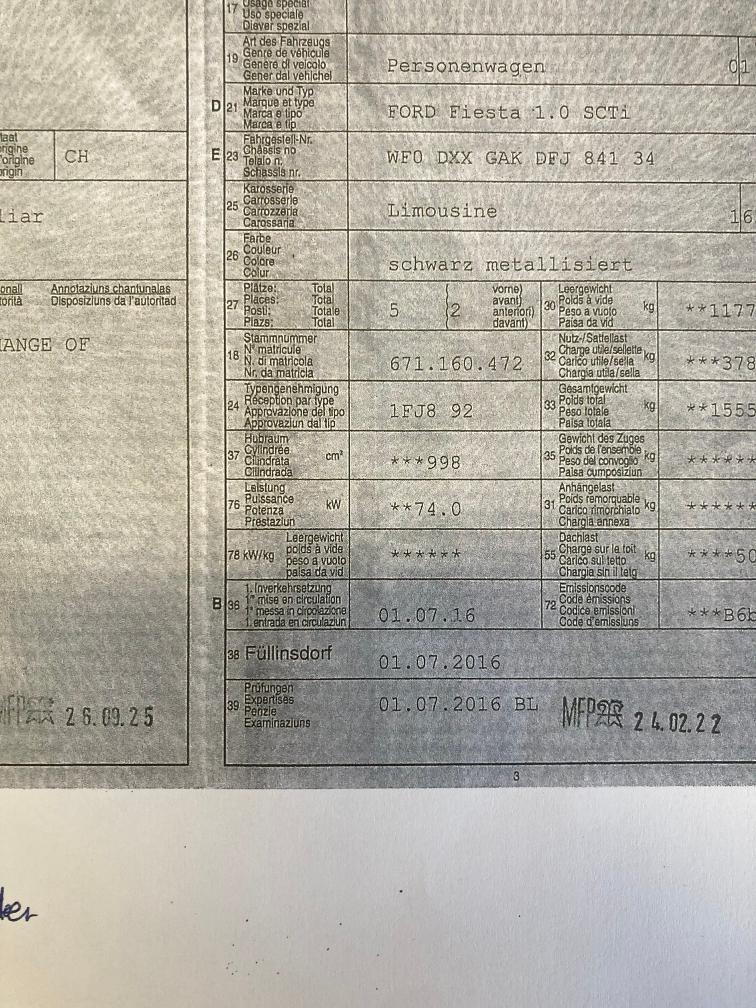 17 Usage spécial
Uso speciale
Diever spezial
19 Art des Fahrzeugs
Genre de véhicule
Genere di veicolo
Gener dal vehichel
Personenwagen 01
D 21 Marke und Typ
Marque et type
Marca e tipo
Marca e tip
FORD Fiesta 1.0 SCTi
E 23 Fahrgestell-Nr.
Châssis no
Telaio n.
Schassis nr.
WF0 DXX GAK DFJ 841 34
25 Karosserie
Carrosserie
Carrozzeria
Carossaria
Limousine 16
26 Farbe
Couleur
Colore
Colur
schwarz metallisiert
27 Plätze: Total
Places: Total
Posti: Totale
Plazs: Total
5 (2 vorne)
avant)
anteriori)
davant)
30 Leergewicht
Poids à vide
Peso a vuoto
Paisa da vid
kg **1177
18 Stammnummer
N° matricule
N. di matricola
Nr. da matricla
671.160.472
32 Nutz-/Sattellast
Charge utile/sellette
Carico utile/sella
Chargia utila/sella
kg ***378
24 Typengenehmigung
Réception par type
Approvazione del tipo
Approvaziun dal tip
1FJ8 92
33 Gesamtgewicht
Poids total
Peso totale
Paisa totala
kg **1555
37 Hubraum
Cylindrée
Cilindrata
Cilindrada
cm³ ***998
35 Gewicht des Zuges
Poids de l'ensemble
Peso del convoglio
Paisa cumposiziun
kg ******
76 Leistung
Puissance
Potenza
Prestaziun
kW **74.0
31 Anhängelast
Poids remorquable
Carico rimorchiato
Chargia annexa
kg ******
78 kW/kg Leergewicht
poids à vide
peso a vuoto
paisa da vid
******
55 Dachlast
Charge sur le toit
Carico sul tetto
Chargia sin il tetg
kg ****50
B 36 1. Inverkehrsetzung
1re mise en circulation
1a messa in circolazione
1. entrada en circulaziun
01.07.16
72 Emissionscode
Code émissions
Codice emissioni
Code d'emissiuns
***B6b
38 Füllinsdorf
01.07.2016
39 Prüfungen
Expertises
Perizie
Examinaziuns
01.07.2016 BL MFP 24.02.22
3
CH
Annotaziuns chantunalas
Disposiziuns da l'autoritad
ANGE OF
MFP 26.09.25